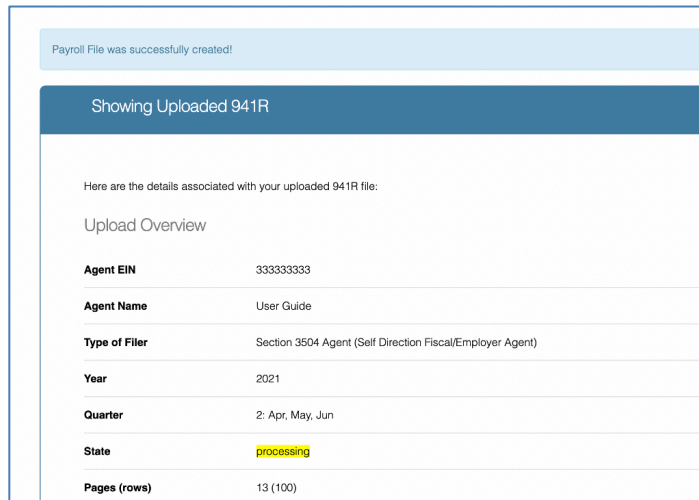 Payroll File was successfully created!
Showing Uploaded 941R
Here are the details associated with your uploaded 941R file:
Upload Overview
Agent EIN 333333333
Agent Name User Guide
Type of Filer Section 3504 Agent (Self Direction Fiscal/Employer Agent)
Year 2021
Quarter 2: Apr, May, Jun
State processing
Pages (rows) 13 (100)